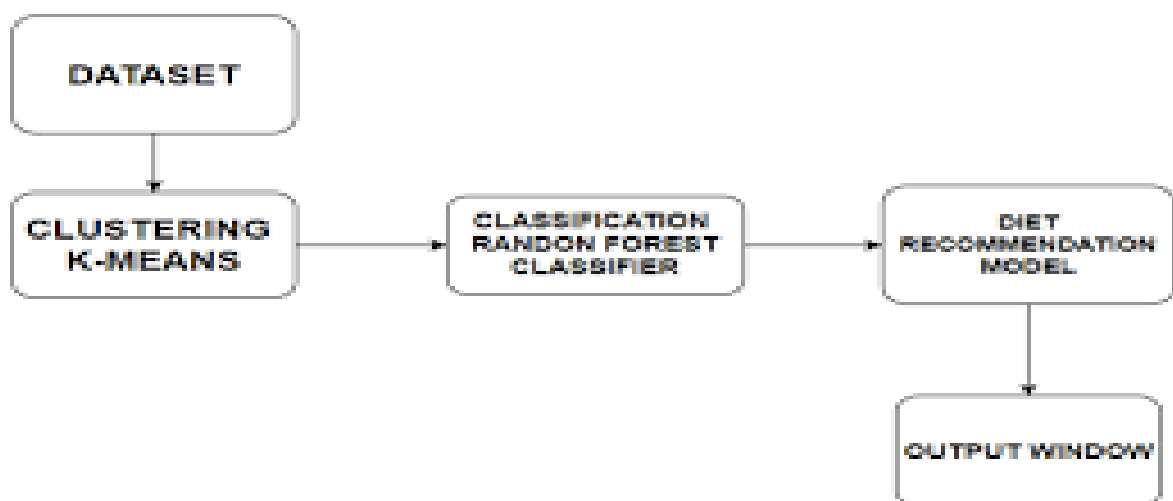 DATASET
CLUSTERING
K-MEANS
CLASSIFICATION
RANDON FOREST
CLASSIFIER
DIET
RECOMMENDATION
MODEL
OUTPUT WINDOW